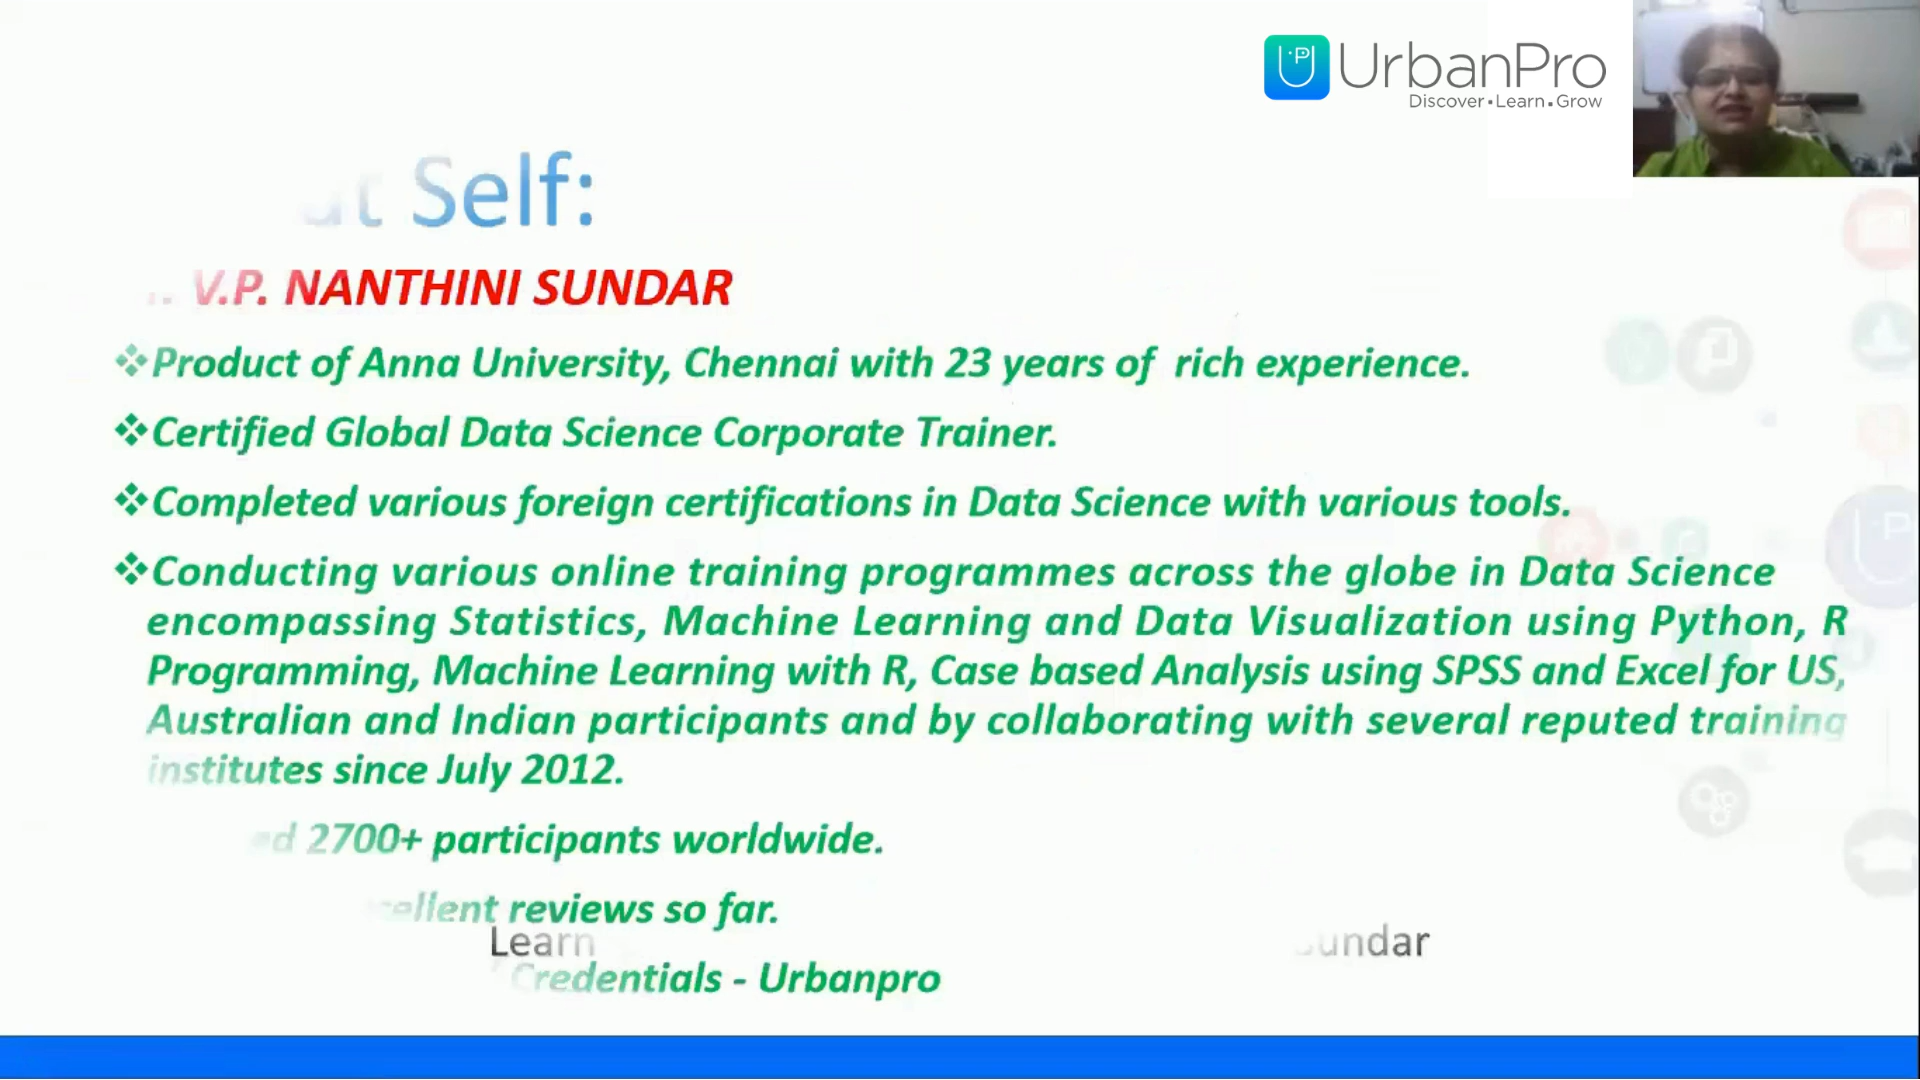 UrbanPro
Discover • Learn • Grow
Self:
V.P. NANTHINI SUNDAR
❖Product of Anna University, Chennai with 23 years of rich experience.
❖Certified Global Data Science Corporate Trainer.
❖Completed various foreign certifications in Data Science with various tools.
❖Conducting various online training programmes across the globe in Data Science
encompassing Statistics, Machine Learning and Data Visualization using Python, R
Programming, Machine Learning with R, Case based Analysis using SPSS and Excel for US,
Australian and Indian participants and by collaborating with several reputed training
institutes since July 2012.
2700+ participants worldwide.
reviews so far.
Learn
Credentials - Urbanpro